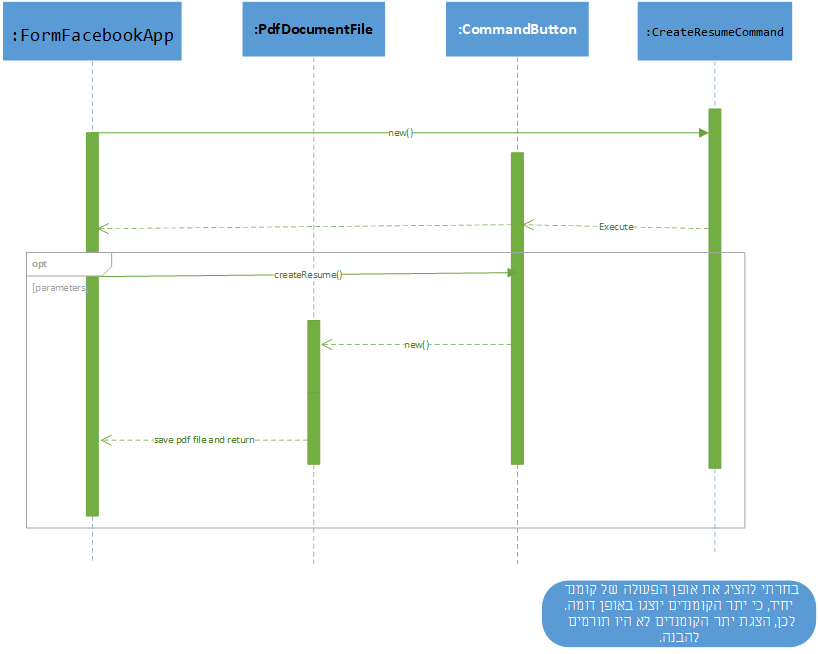 :FormFacebookApp
:PdfDocumentFile
:CommandButton
:CreateResumeCommand
new()
Execute
opt
createResume()
[parameters]
new()
save pdf file and return
בחרתי להציג את אופן הפעולה של קומנד
יחיד, כי יתר הקומנדים יוצגו באופן דומה.
לכן, הצגת יתר הקומנדים לא היו תורמים
להבנה.